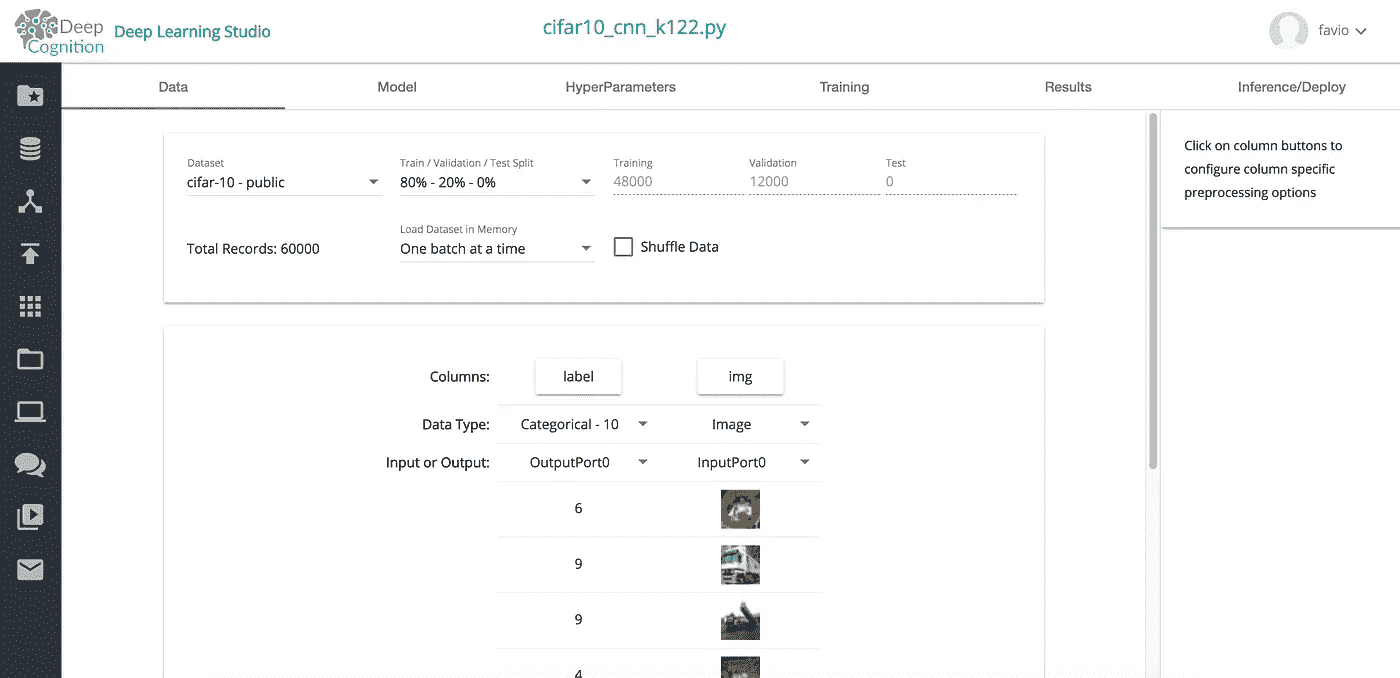 Deep
Cognition
Deep Learning Studio
cifar10_cnn_k122.py
favio
Data Model HyperParameters Training Results Inference/Deploy
Dataset Train / Validation / Test Split Training Validation Test
cifar-10 - public 80% - 20% - 0% 48000 12000 0
Load Dataset in Memory
Total Records: 60000 One batch at a time Shuffle Data
Click on column buttons to
configure column specific
preprocessing options
Columns: label img
Data Type: Categorical - 10 Image
Input or Output: OutputPort0 InputPort0
6
9
9
4